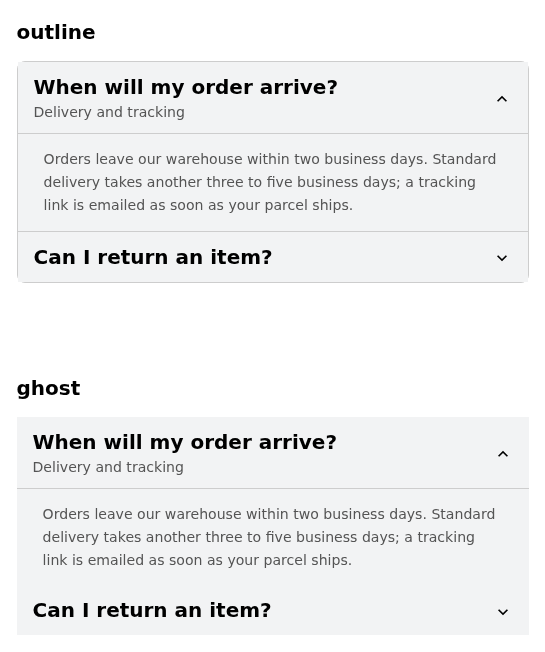 outline
When will my order arrive?
Delivery and tracking
Orders leave our warehouse within two business days. Standard
delivery takes another three to five business days; a tracking
link is emailed as soon as your parcel ships.
Can I return an item?
ghost
When will my order arrive?
Delivery and tracking
Orders leave our warehouse within two business days. Standard
delivery takes another three to five business days; a tracking
link is emailed as soon as your parcel ships.
Can I return an item?